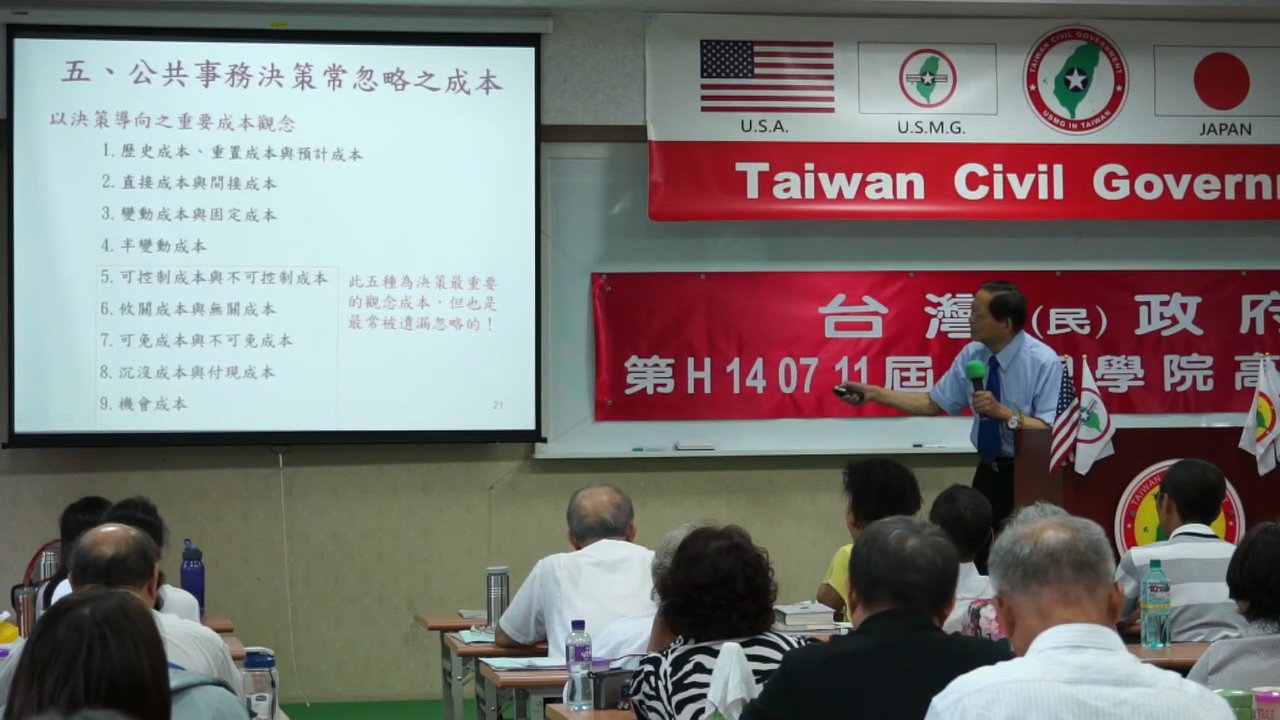 五、公共事務決策常忽略之成本
以決策導向之重要成本觀念
1. 歷史成本、重置成本與預計成本
2. 直接成本與間接成本
3. 變動成本與固定成本
4. 半變動成本
5. 可控制成本與不可控制成本
6. 攸關成本與無關成本
7. 可免成本與不可免成本
8. 沉沒成本與付現成本
9. 機會成本
此五種為決策最重要
的觀念成本，但也是
最常被遺漏忽略的！
21
U.S.A.
U.S.M.G.
TAIWAN CIVIL GOVERNMENT
USMG IN TAIWAN
JAPAN
Taiwan Civil Governm
台灣(民)政府
第H 14 07 11屆 學院高